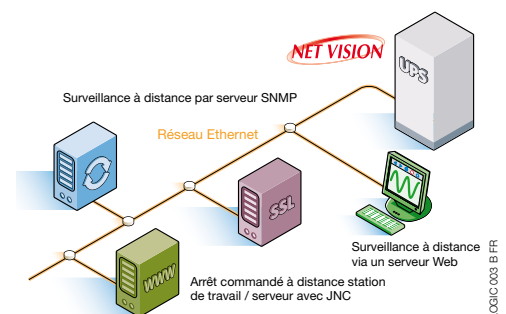 NET VISION
UPS
Surveillance à distance par serveur SNMP
Réseau Ethernet
SSL
WWW
Surveillance à distance
via un serveur Web
Arrêt commandé à distance station
de travail / serveur avec JNC
OGIC 003 B FR